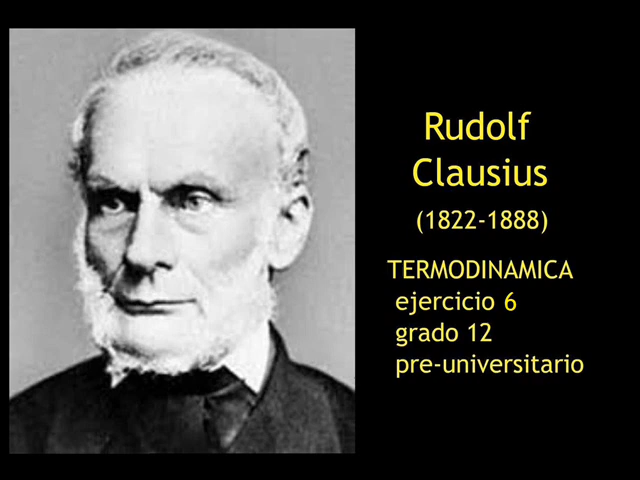 Rudolf
Clausius
(1822-1888)
TERMODINAMICA
ejercicio 6
grado 12
pre-universitario